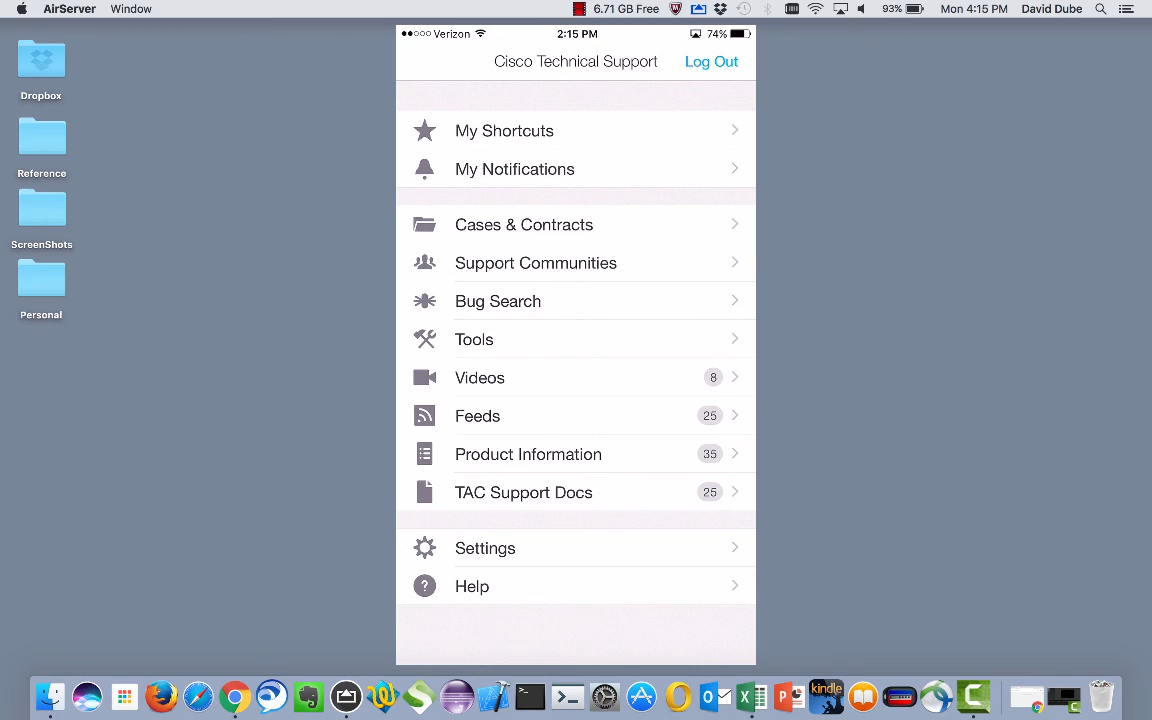 AirServer Window 6.71 GB Free 93% Mon 4:15 PM David Dube
Verizon 2:15 PM 74%
Cisco Technical Support Log Out
Dropbox
Reference
ScreenShots
Personal
My Shortcuts
My Notifications
Cases & Contracts
Support Communities
Bug Search
Tools
Videos 8
Feeds 25
Product Information 35
TAC Support Docs 25
Settings
? Help
kindle